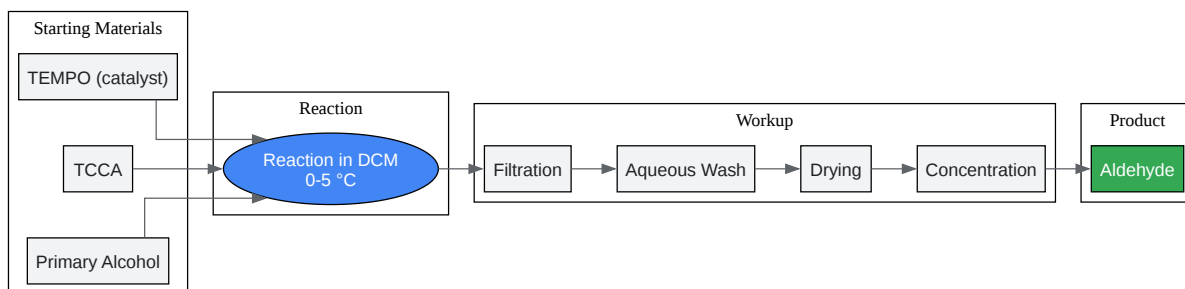 Starting Materials
TEMPO (catalyst)
TCCA
Primary Alcohol
Reaction
Reaction in DCM
0-5 °C
Workup
Filtration
Aqueous Wash
Drying
Concentration
Product
Aldehyde